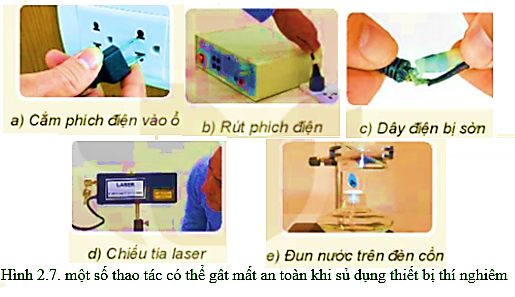 a) Cắm phích điện vào ổ
b) Rút phích điện
c) Dây điện bị sờn
LASER
d) Chiếu tia laser
e) Đun nước trên đèn cồn
Hình 2.7. một số thao tác có thể gât mất an toàn khi sủ dụng thiết bị thí nghiêm